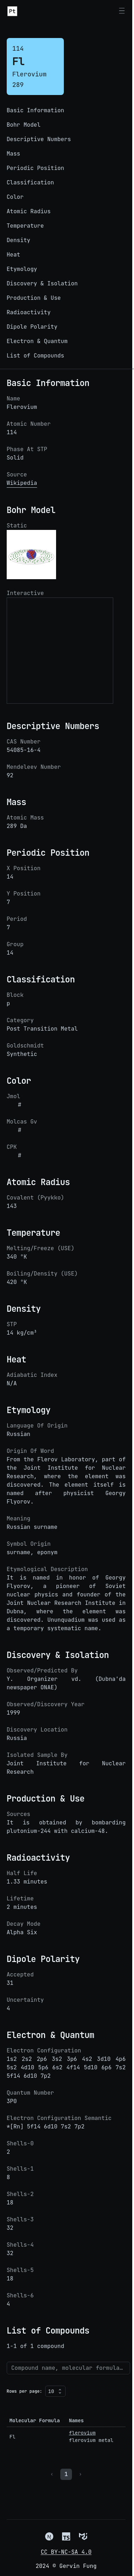 Pt
114
Fl
Flerovium
289
Basic Information
Bohr Model
Descriptive Numbers
Mass
Periodic Position
Classification
Color
Atomic Radius
Temperature
Density
Heat
Etymology
Discovery & Isolation
Production & Use
Radioactivity
Dipole Polarity
Electron & Quantum
List of Compounds
Basic Information
Name
Flerovium
Atomic Number
114
Phase At STP
Solid
Source
Wikipedia
Bohr Model
Static
Interactive
Descriptive Numbers
CAS Number
54085-16-4
Mendeleev Number
92
Mass
Atomic Mass
289 Da
Periodic Position
X Position
14
Y Position
7
Period
7
Group
14
Classification
Block
p
Category
Post Transition Metal
Goldschmidt
Synthetic
Color
Jmol
#
Molcas Gv
#
CPK
#
Atomic Radius
Covalent (Pyykko)
143
Temperature
Melting/Freeze (USE)
340 °K
Boiling/Density (USE)
420 °K
Density
STP
14 kg/cm³
Heat
Adiabatic Index
N/A
Etymology
Language Of Origin
Russian
Origin Of Word
From the Flerov Laboratory, part of
the Joint Institute for Nuclear
Research, where the element was
discovered. The element itself is
named after physicist Georgy
Flyorov.
Meaning
Russian surname
Symbol Origin
surname, eponym
Etymological Description
It is named in honor of Georgy
Flyorov, a pioneer of Soviet
nuclear physics and founder of the
Joint Nuclear Research Institute in
Dubna, where the element was
discovered. Ununquadium was used as
a temporary systematic name.
Discovery & Isolation
Observed/Predicted By
Y. Organizer vd. (Dubna'da
newspaper ONAE)
Observed/Discovery Year
1999
Discovery Location
Russia
Isolated Sample By
Joint Institute for Nuclear
Research
Production & Use
Sources
It is obtained by bombarding
plutonium-244 with calcium-48.
Radioactivity
Half Life
1.33 minutes
Lifetime
2 minutes
Decay Mode
Alpha Six
Dipole Polarity
Accepted
31
Uncertainty
4
Electron & Quantum
Electron Configuration
1s2 2s2 2p6 3s2 3p6 4s2 3d10 4p6
5s2 4d10 5p6 6s2 4f14 5d10 6p6 7s2
5f14 6d10 7p2
Quantum Number
3P0
Electron Configuration Semantic
*[Rn] 5f14 6d10 7s2 7p2
Shells-0
2
Shells-1
8
Shells-2
18
Shells-3
32
Shells-4
32
Shells-5
18
Shells-6
4
List of Compounds
1-1 of 1 compound
Compound name, molecular formula…
Rows per page: 10
Molecular Formula Names
Fl
flerovium
flerovium metal
1
TS
CC BY-NC-SA 4.0
2024 © Gervin Fung